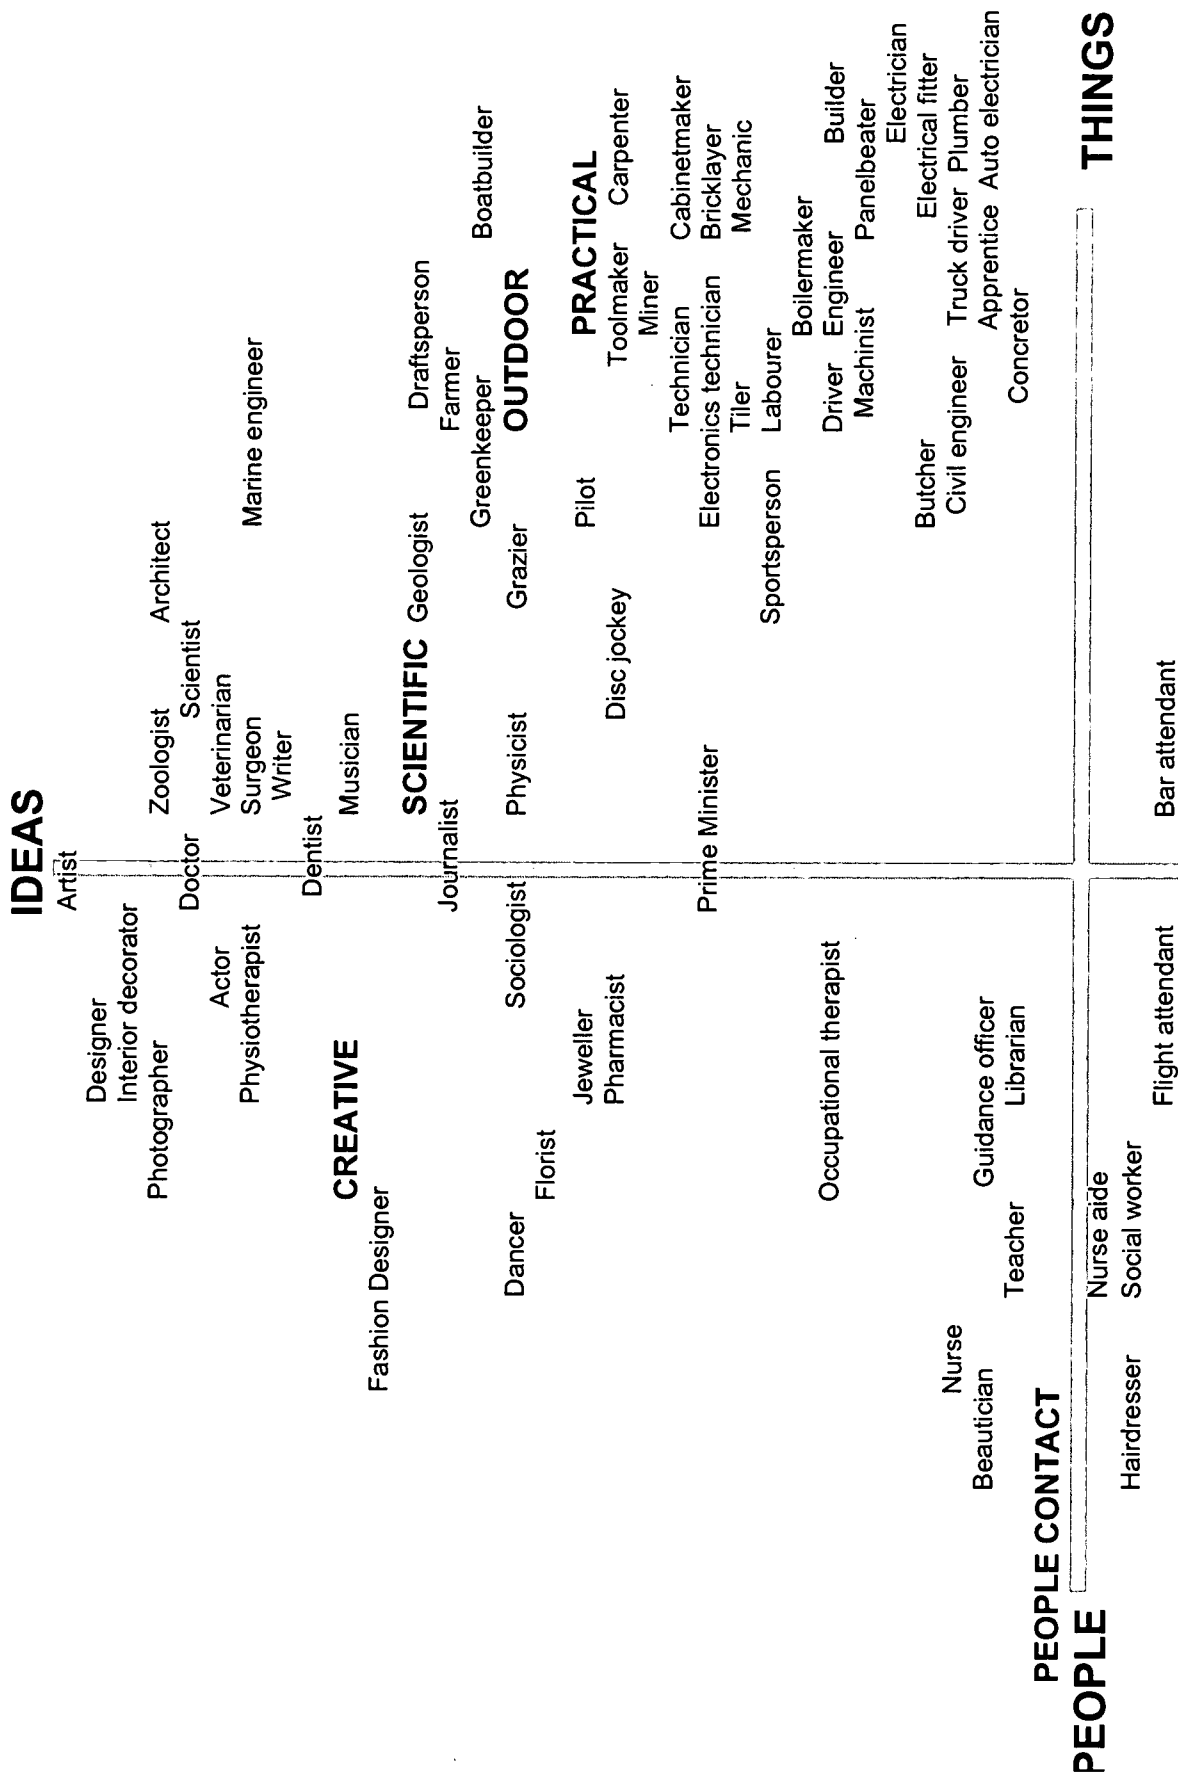 IDEAS
Artist
Designer
Interior decorator
Photographer Zoologist Architect
Doctor Scientist
Actor Veterinarian
Physiotherapist Surgeon Marine engineer
Writer
Dentist
CREATIVE Musician
Fashion Designer
SCIENTIFIC Geologist Draftsperson
Journalist Farmer
Greenkeeper Boatbuilder
Dancer Sociologist Physicist Grazier OUTDOOR
Florist
Jeweller Pilot PRACTICAL
Pharmacist Disc jockey Toolmaker Carpenter
Miner
Technician Cabinetmaker
Prime Minister Electronics technician Bricklayer
Tiler Mechanic
Sportsperson Labourer
Boilermaker
Occupational therapist Driver Engineer Builder
Machinist Panelbeater
Electrician
Butcher Electrical fitter
Nurse Civil engineer Truck driver Plumber
Beautician Guidance officer Apprentice Auto electrician
Teacher Librarian Concretor
PEOPLE CONTACT
PEOPLE THINGS
Nurse aide
Hairdresser Social worker
Flight attendant Bar attendant